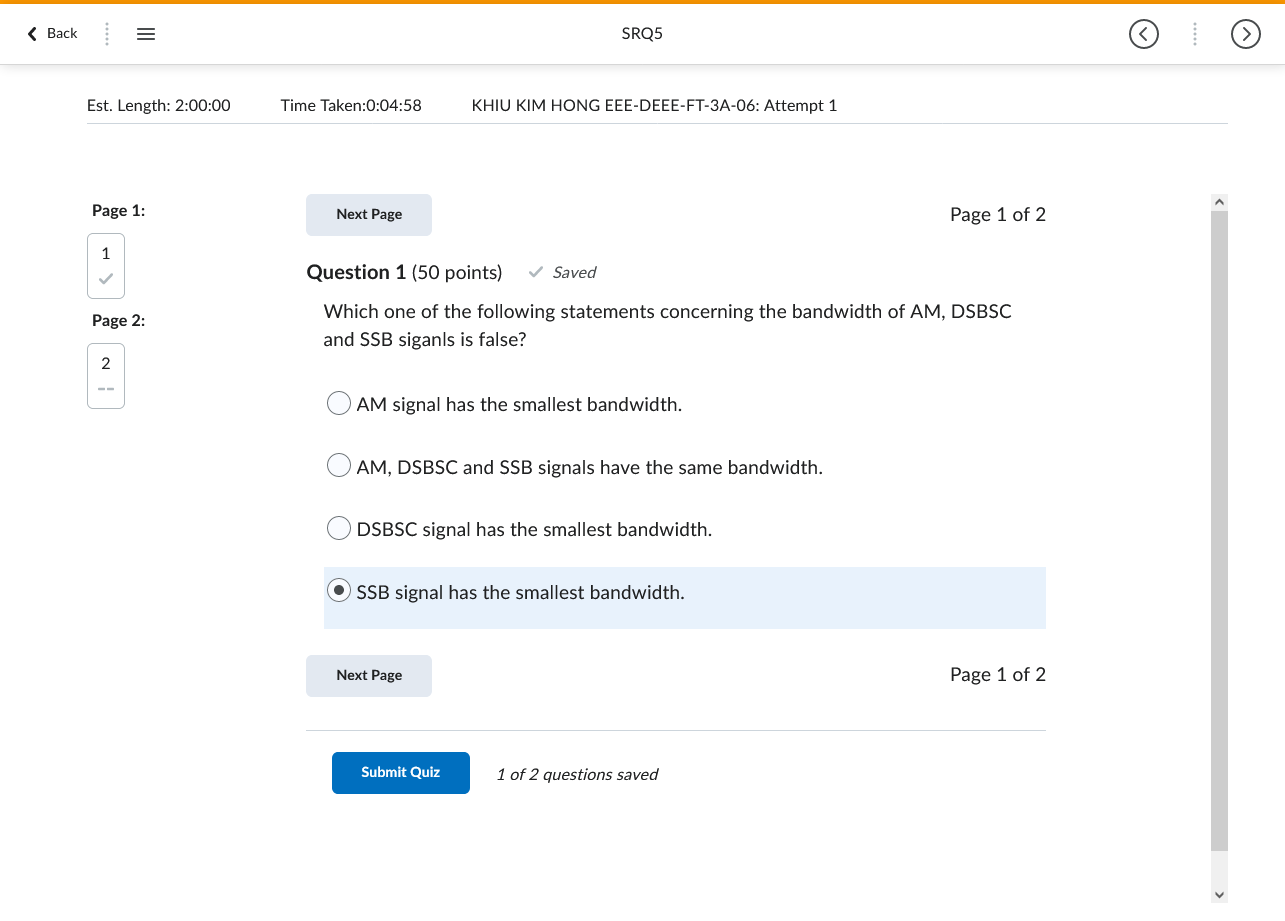 Back
SRQ5
Est. Length: 2:00:00 Time Taken:0:04:58 KHIU KIM HONG EEE-DEEE-FT-3A-06: Attempt 1
Page 1:
1
Page 2:
2
--
Next Page
Page 1 of 2
Question 1 (50 points) Saved
Which one of the following statements concerning the bandwidth of AM, DSBSC
and SSB siganls is false?
AM signal has the smallest bandwidth.
AM, DSBSC and SSB signals have the same bandwidth.
DSBSC signal has the smallest bandwidth.
SSB signal has the smallest bandwidth.
Next Page
Page 1 of 2
Submit Quiz
1 of 2 questions saved